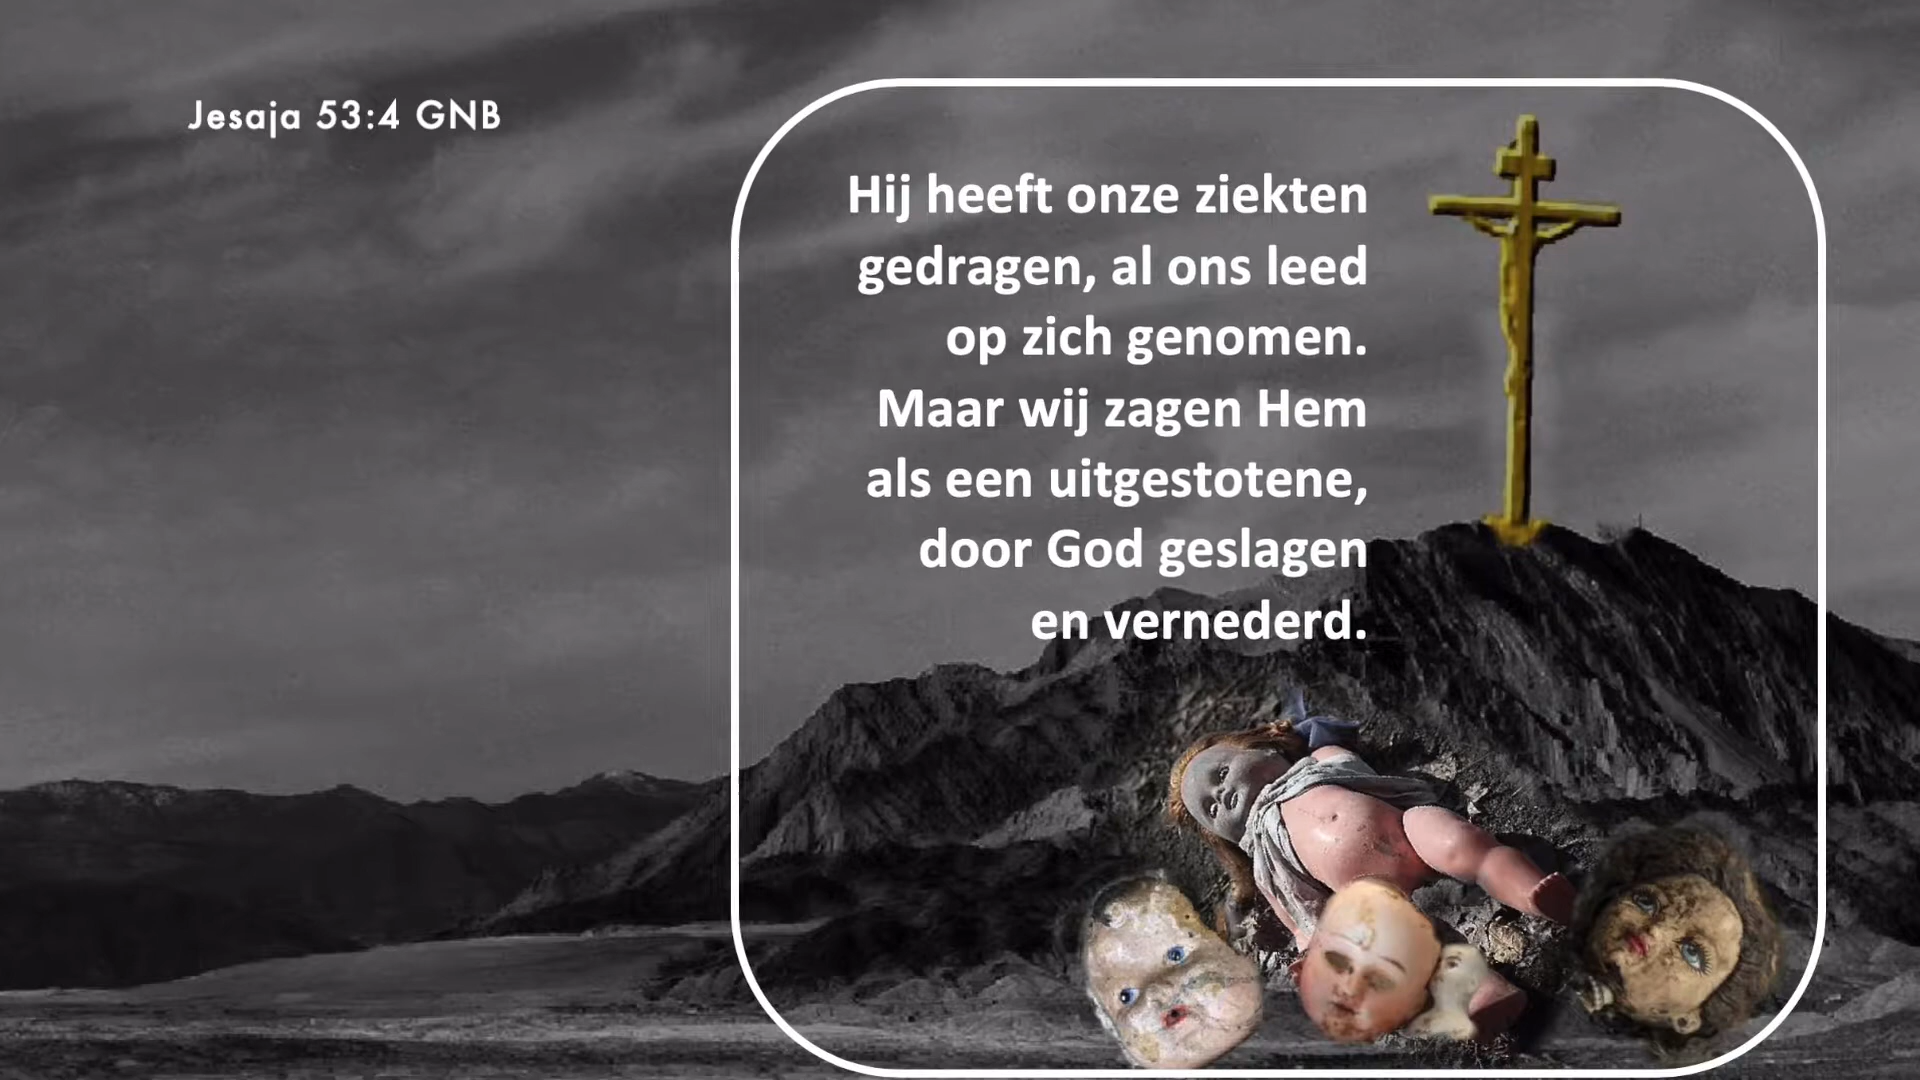 Jesaja 53:4 GNB
Hij heeft onze ziekten
gedragen, al ons leed
op zich genomen.
Maar wij zagen Hem
als een uitgestotene,
door God geslagen
en vernederd.